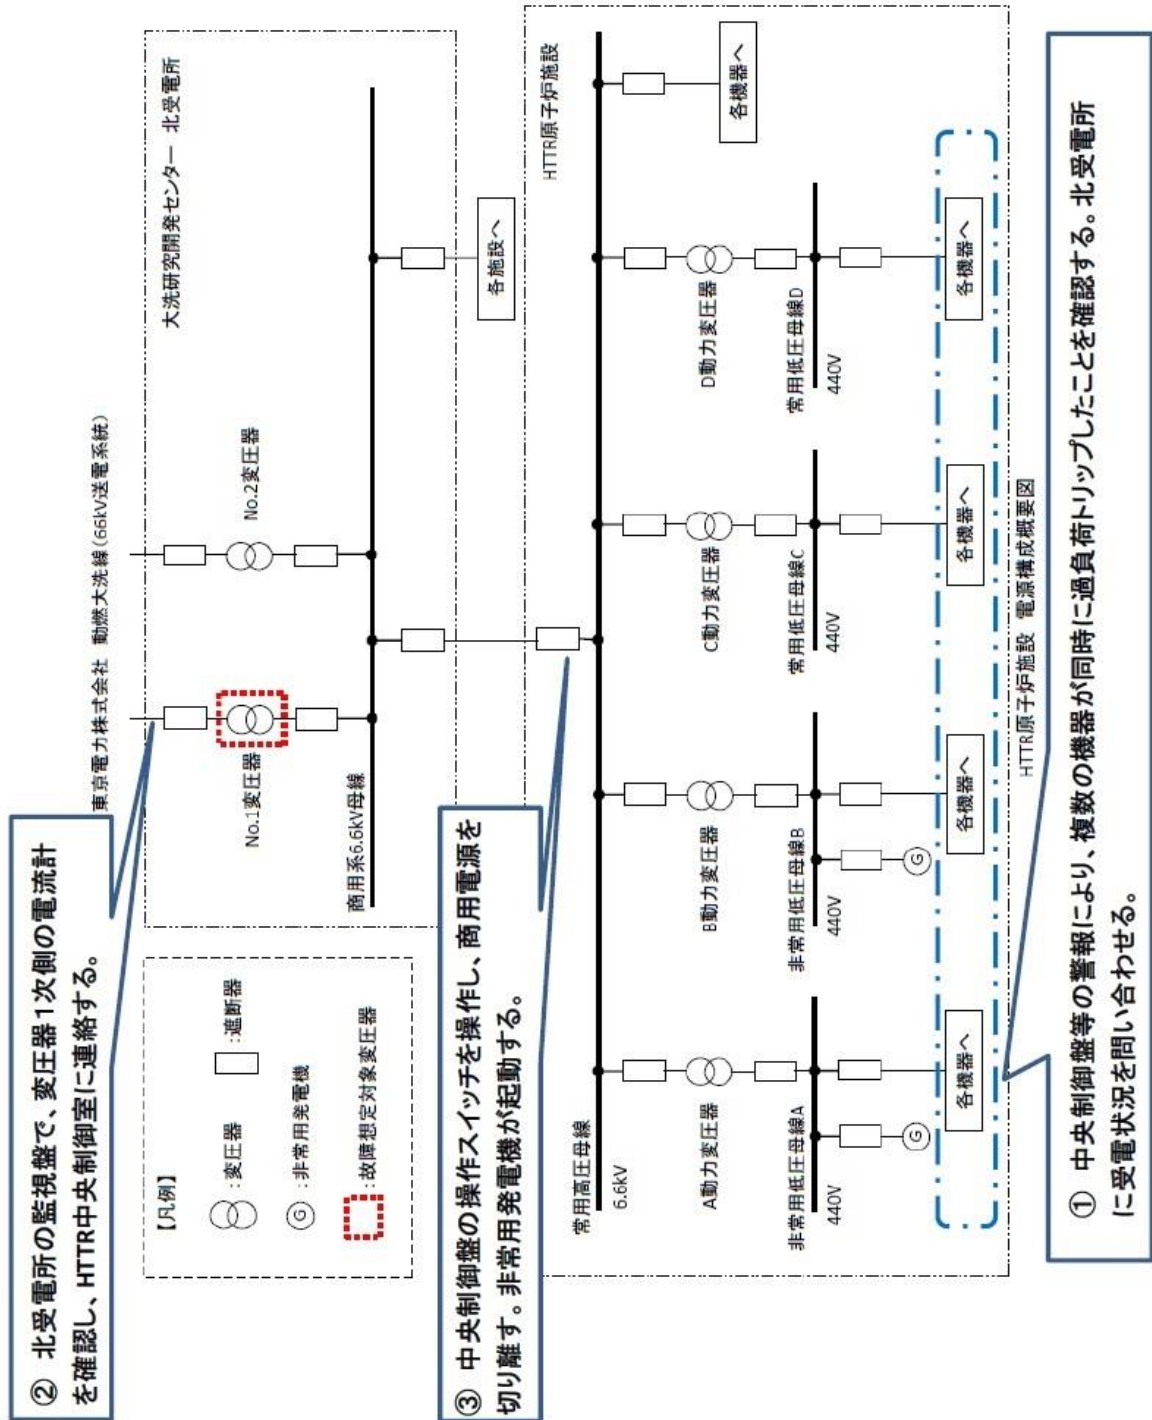 ② 北受電所の監視盤で、変圧器1次側の電流計
を確認し、HTTR中央制御室に連絡する。
東京電力株式会社 動燃大洗線(66kV送電系統)
大洗研究開発センター 北受電所
No.1変圧器
No.2変圧器
商用系6.6kV母線
各施設へ
【凡例】
:変圧器
:遮断器
G
:非常用発電機
:故障想定対象変圧器
③ 中央制御盤の操作スイッチを操作し、商用電源を
切り離す。非常用発電機が起動する。
HTTR原子炉施設
常用高圧母線
6.6kV
各機器へ
A動力変圧器
B動力変圧器
C動力変圧器
D動力変圧器
非常用低圧母線A
440V
非常用低圧母線B
440V
常用低圧母線C
440V
常用低圧母線D
440V
G
G
各機器へ
各機器へ
各機器へ
各機器へ
HTTR原子炉施設 電源構成概要図
① 中央制御盤等の警報により、複数の機器が同時に過負荷トリップしたことを確認する。北受電所
に受電状況を問い合わせる。